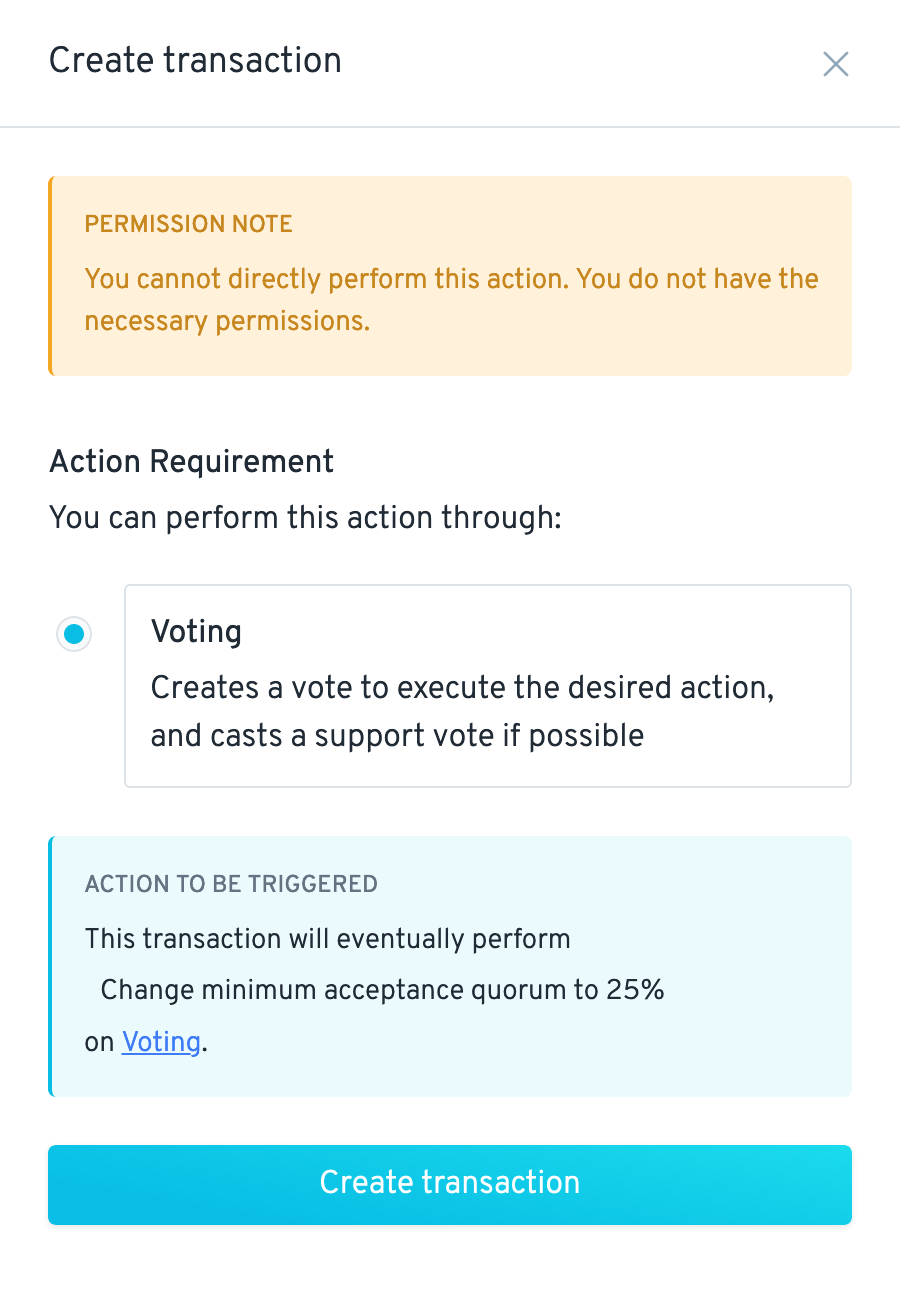 Create transaction
PERMISSION NOTE
You cannot directly perform this action. You do not have the
necessary permissions.
Action Requirement
You can perform this action through:
Voting
Creates a vote to execute the desired action,
and casts a support vote if possible
ACTION TO BE TRIGGERED
This transaction will eventually perform
Change minimum acceptance quorum to 25%
on Voting.
Create transaction